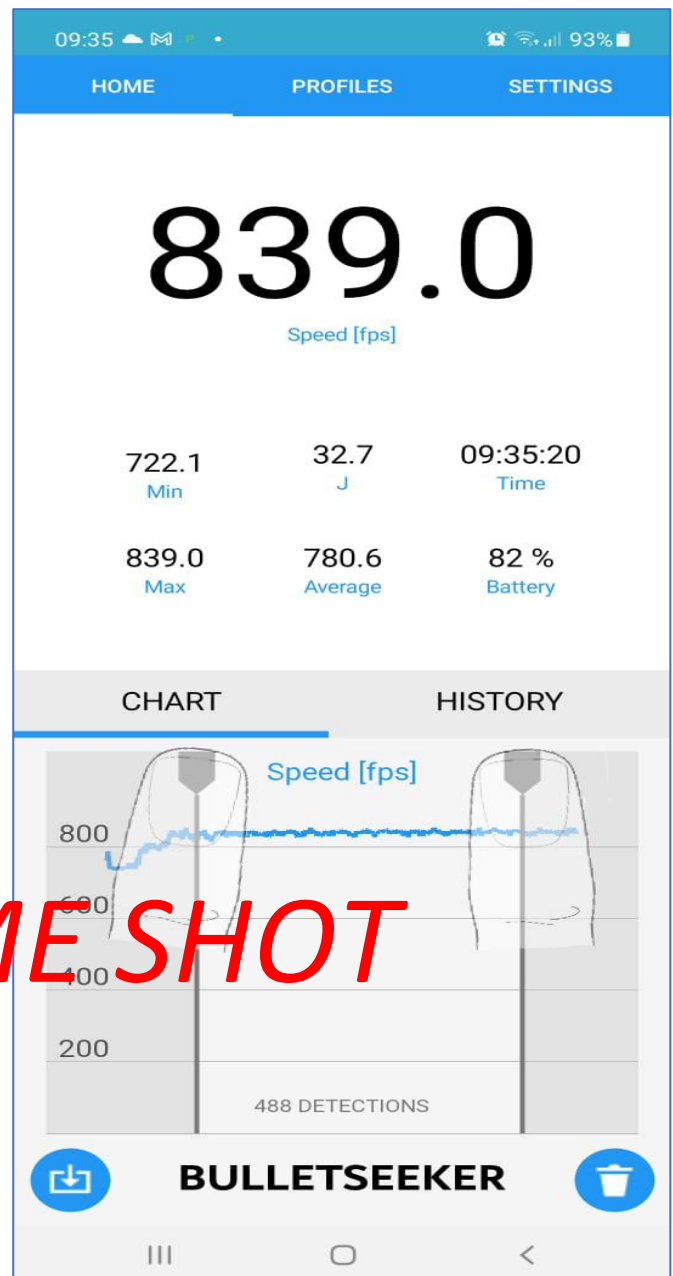 09:35
93%
HOME PROFILES SETTINGS
839.0
Speed [fps]
722.1 32.7 09:35:20
Min J Time
839.0 780.6 82 %
Max Average Battery
CHART HISTORY
Speed [fps]
800
600
ME SHOT
400
200
488 DETECTIONS
BULLETSEEKER